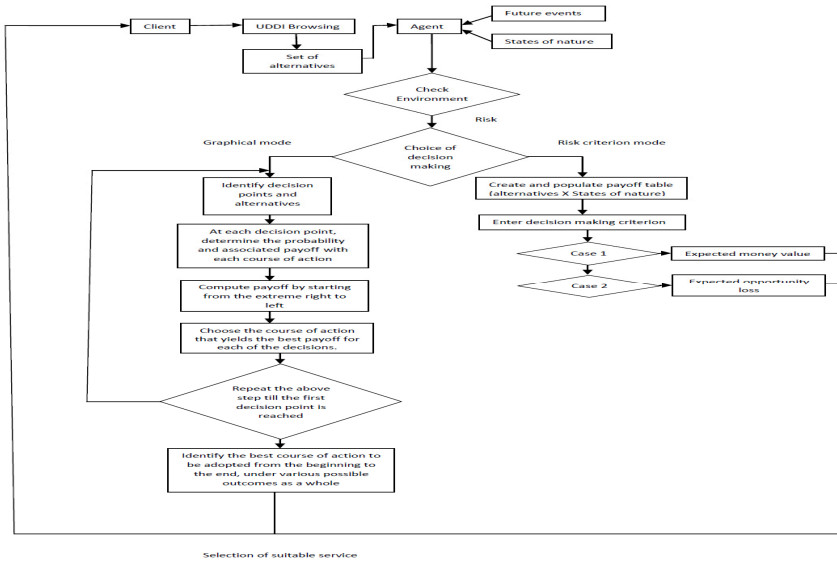 Future events
Client
UDDI Browsing
Agent
States of nature
Set of
alternatives
Check
Environment
Risk
Graphical mode
Risk criterion mode
Choice of
decision
making
Identify decision
points and
alternatives
Create and populate payoff table
(alternatives X States of nature)
At each decision point,
determine the probability
and associated payoff with
each course of action
Enter decision making criterion
Case 1
Expected money value
Compute payoff by starting
from the extreme right to
left
Case 2
Expected opportunity
loss
Choose the course of action
that yields the best payoff for
each of the decisions.
Repeat the above
step till the first
decision point is
reached
Identify the best course of action to
be adopted from the beginning to
the end, under various possible
outcomes as a whole
Selection of suitable service